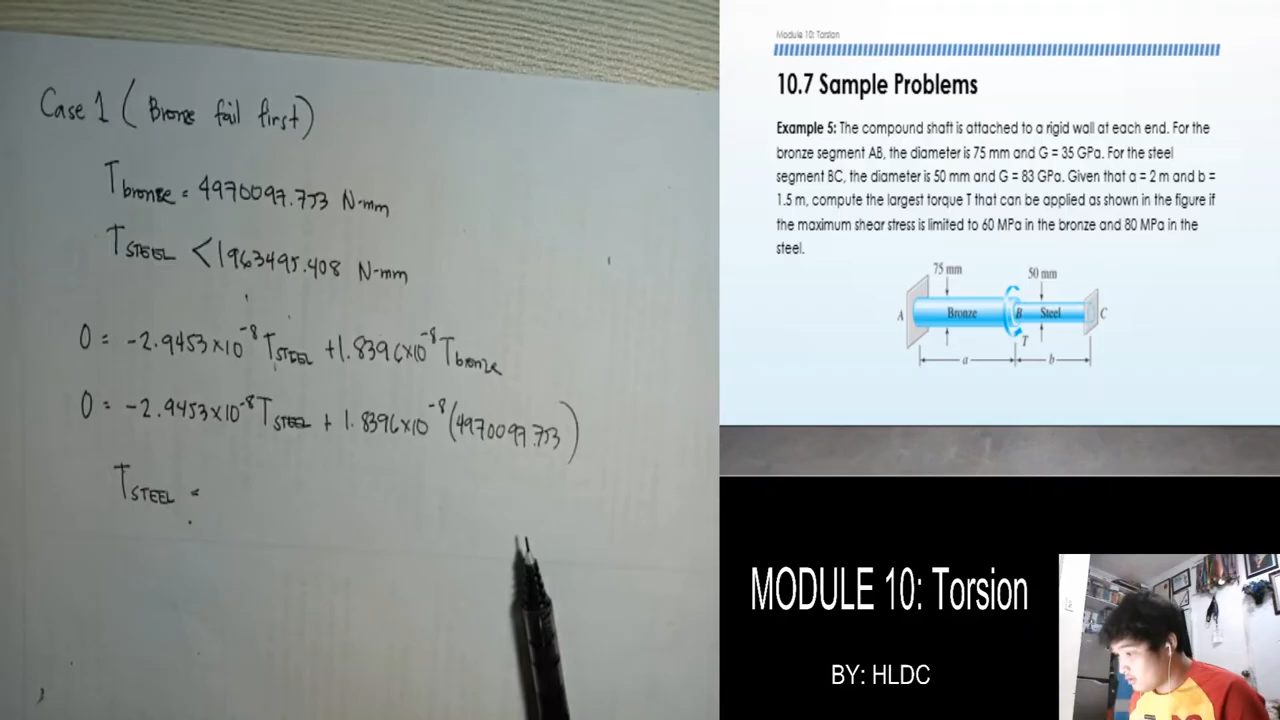 Case 1 (Bronze fail first)
T bronze = 4970097.753 N-mm
T STEEL < 1963495.408 N-mm
0 = -2.9453×10⁻⁸ T STEEL + 1.8396×10⁻⁸ T bronze
0 = -2.9453×10⁻⁸ T STEEL + 1.8396×10⁻⁸ (4970097.753)
T STEEL =
Module 10: Torsion
10.7 Sample Problems
Example 5: The compound shaft is attached to a rigid wall at each end. For the
bronze segment AB, the diameter is 75 mm and G = 35 GPa. For the steel
segment BC, the diameter is 50 mm and G = 83 GPa. Given that a = 2 m and b =
1.5 m, compute the largest torque T that can be applied as shown in the figure if
the maximum shear stress is limited to 60 MPa in the bronze and 80 MPa in the
steel.
75 mm
50 mm
A
Bronze
B
Steel
C
T
a
b
MODULE 10: Torsion
BY: HLDC